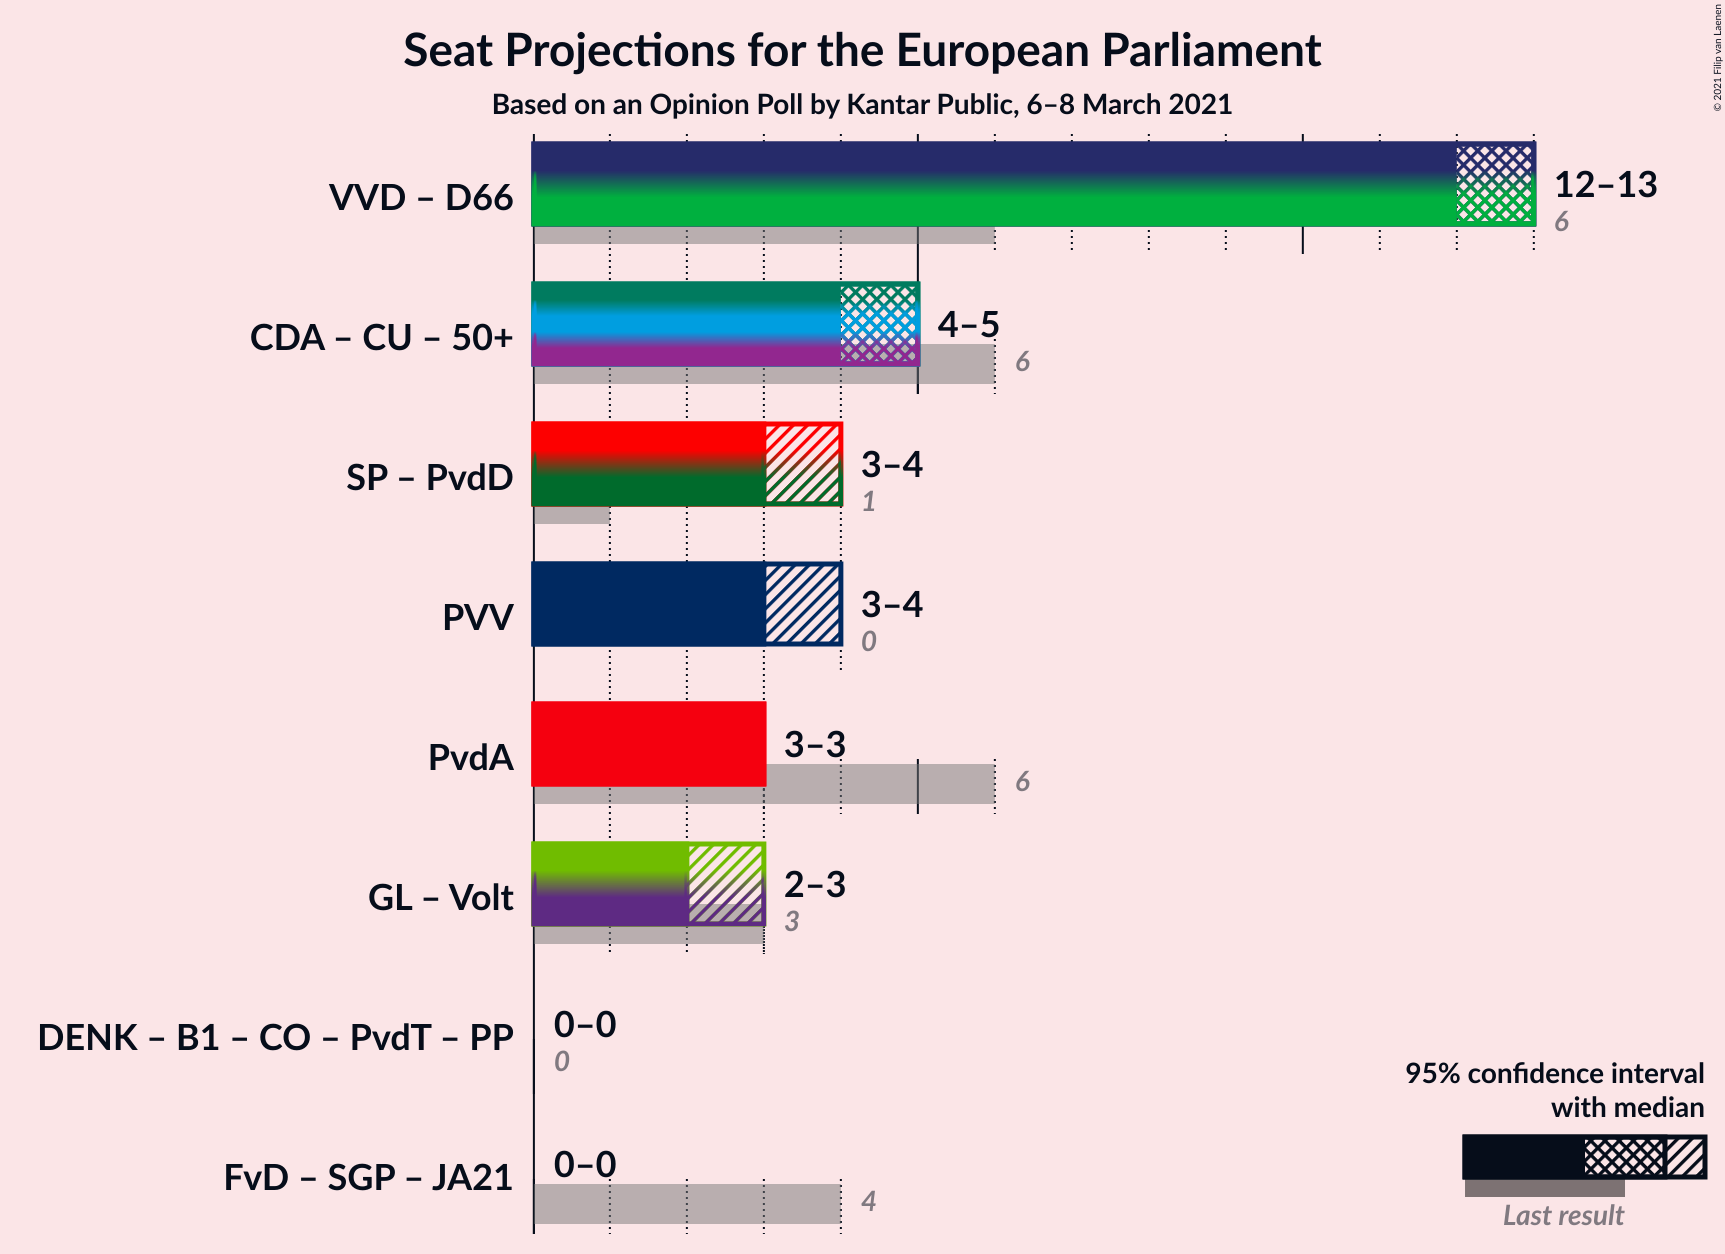 Seat Projections for the European Parliament
Based on an Opinion Poll by Kantar Public, 6–8 March 2021
© 2021 Filip van Laenen
VVD – D66
12–13
6
CDA – CU – 50+
4–5
6
SP – PvdD
3–4
1
PVV
3–4
0
PvdA
3–3
6
GL – Volt
2–3
3
DENK – B1 – CO – PvdT – PP
0–0
0
FvD – SGP – JA21
0–0
4
95% confidence interval
with median
Last result